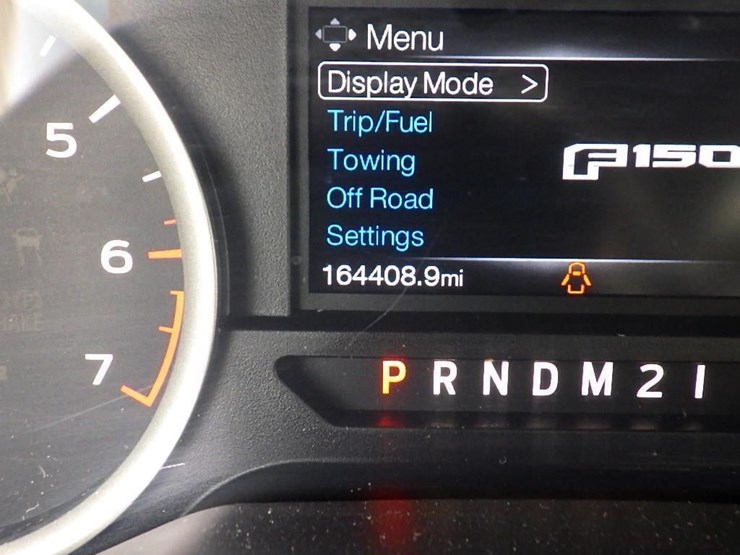 Menu
Display Mode >
Trip/Fuel
Towing
Off Road
Settings
F150
164408.9mi
5
6
7
P R N D M 2 1